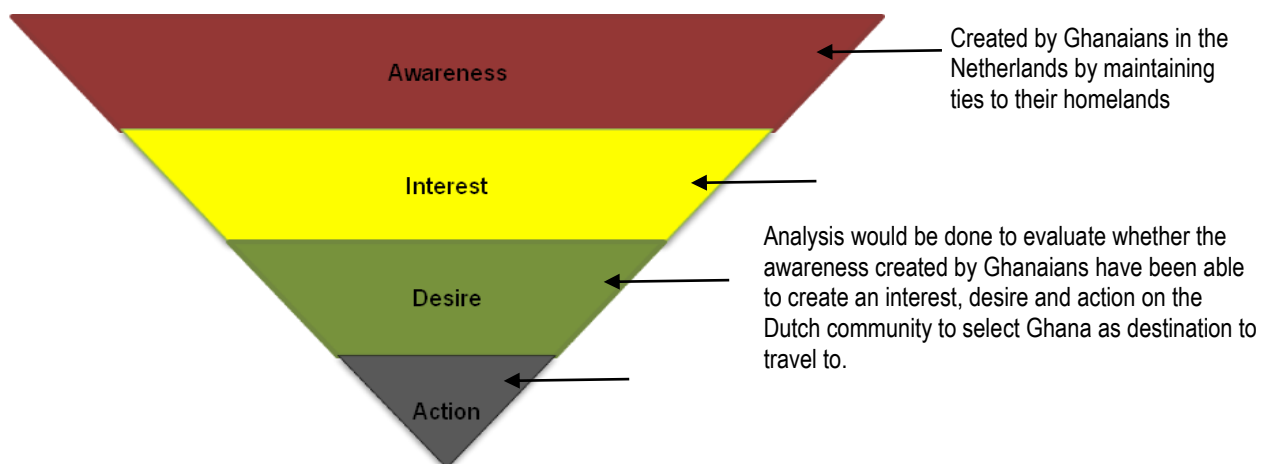 Awareness
Created by Ghanaians in the
Netherlands by maintaining
ties to their homelands
Interest
Analysis would be done to evaluate whether the
awareness created by Ghanaians have been able
to create an interest, desire and action on the
Dutch community to select Ghana as destination to
travel to.
Desire
Action